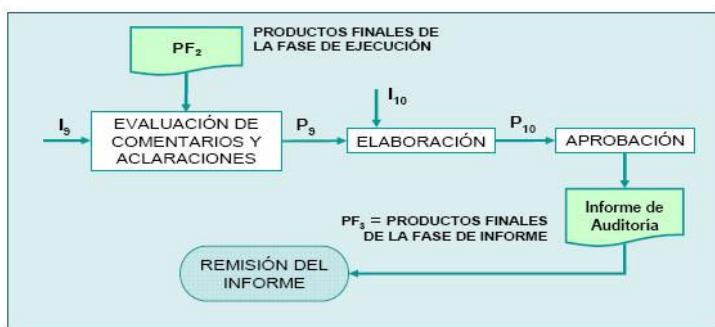 PF2
PRODUCTOS FINALES DE
LA FASE DE EJECUCIÓN
I9
EVALUACIÓN DE
COMENTARIOS Y
ACLARACIONES
P9
I10
ELABORACIÓN
P10
APROBACIÓN
Informe de
Auditoría
PF3 = PRODUCTOS FINALES
DE LA FASE DE INFORME
REMISIÓN DEL
INFORME